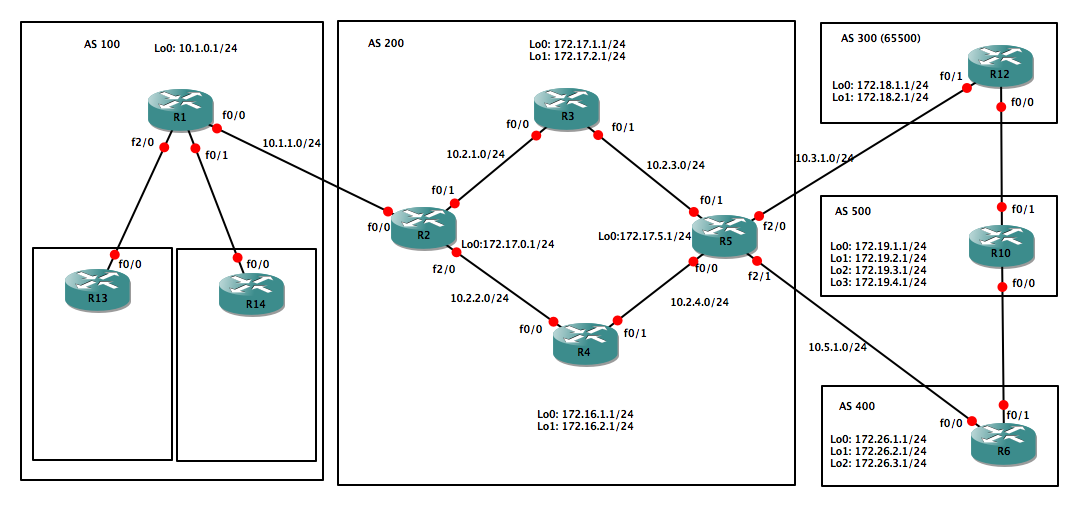 AS 100
Lo0: 10.1.0.1/24
R1
f0/0
f2/0
f0/1
10.1.1.0/24
f0/0
R13
f0/0
R14
AS 200
Lo0: 172.17.1.1/24
Lo1: 172.17.2.1/24
R3
f0/0
f0/1
10.2.1.0/24
10.2.3.0/24
f0/1
f0/0
R2
Lo0:172.17.0.1/24
f2/0
10.2.2.0/24
f0/0
R4
f0/1
10.2.4.0/24
Lo0: 172.16.1.1/24
Lo1: 172.16.2.1/24
f0/1
Lo0:172.17.5.1/24
R5
f2/0
f0/0
f2/1
10.3.1.0/24
10.5.1.0/24
AS 300 (65500)
f0/1
R12
Lo0: 172.18.1.1/24
Lo1: 172.18.2.1/24
f0/0
AS 500
f0/1
Lo0: 172.19.1.1/24
Lo1: 172.19.2.1/24
Lo2: 172.19.3.1/24
Lo3: 172.19.4.1/24
R10
f0/0
AS 400
f0/1
f0/0
Lo0: 172.26.1.1/24
Lo1: 172.26.2.1/24
Lo2: 172.26.3.1/24
R6